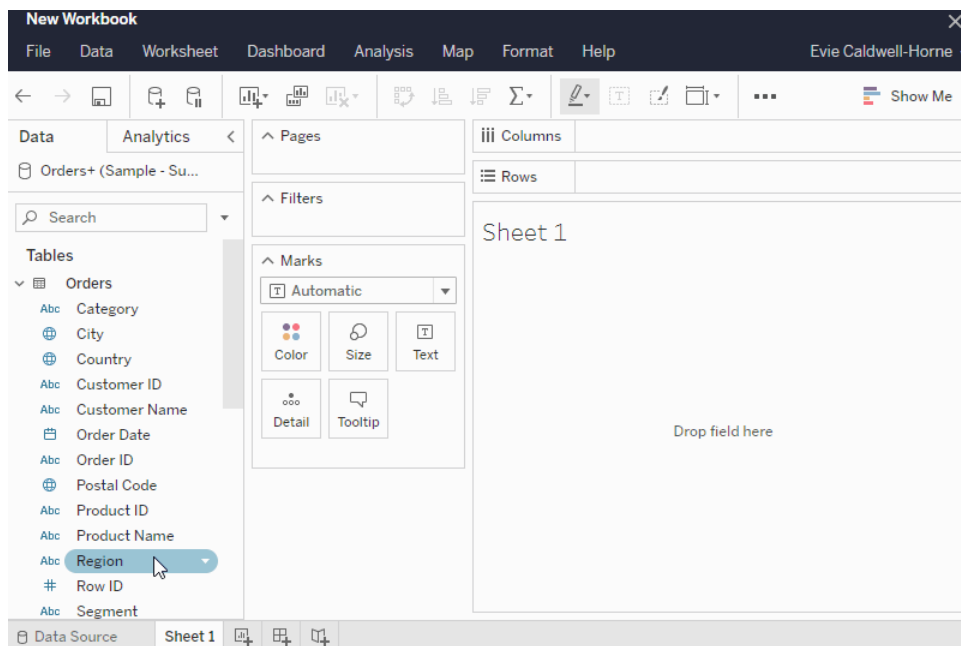 New Workbook
File Data Worksheet Dashboard Analysis Map Format Help Evie Caldwell-Horne
Show Me
Data Analytics
Orders+ (Sample - Su...
Search
Tables
Orders
Abc Category
City
Country
Abc Customer ID
Abc Customer Name
Order Date
Abc Order ID
Postal Code
Abc Product ID
Abc Product Name
Abc Region
# Row ID
Abc Segment
Pages
Filters
Marks
T Automatic
Color Size Text
Detail Tooltip
Columns
Rows
Sheet 1
Drop field here
Data Source Sheet 1